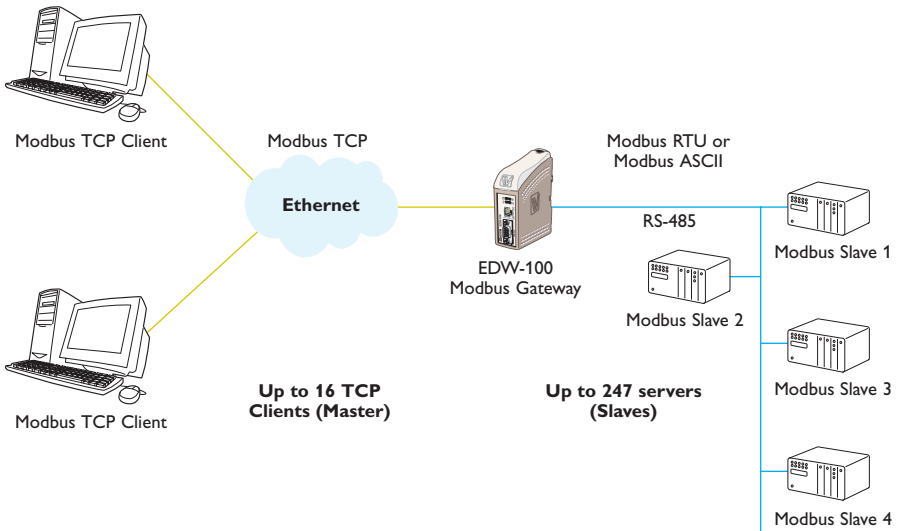 Modbus TCP Client
Modbus TCP
Ethernet
Modbus RTU or
Modbus ASCII
RS-485
EDW-100
Modbus Gateway
Modbus Slave 1
Modbus Slave 2
Modbus Slave 3
Modbus Slave 4
Modbus TCP Client
Up to 16 TCP
Clients (Master)
Up to 247 servers
(Slaves)